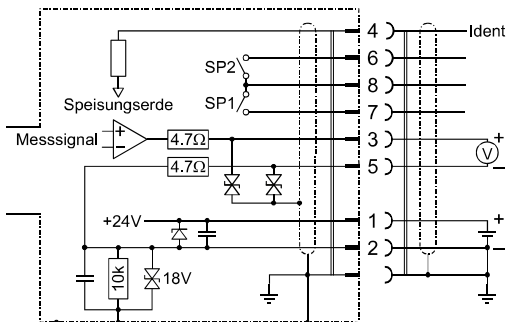 4 Ident
6
SP2
8
Speisungserde
SP1
7
Messsignal + − 4.7Ω 3
V
4.7Ω 5 −
+24V 1 +
2 −
10k 18V